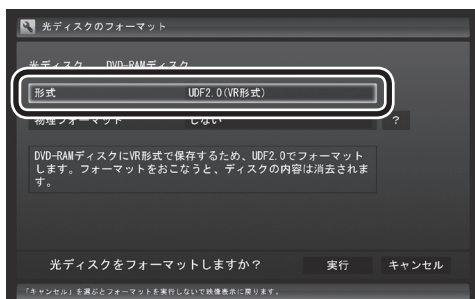 光ディスクのフォーマット
光ディスク DVD-RAMディスク
形式 UDF2.0(VR形式)
物理フォーマット しない ?
DVD-RAMディスクにVR形式で保存するため、UDF2.0でフォーマット
します。フォーマットをおこなうと、ディスクの内容は消去されま
す。
光ディスクをフォーマットしますか？ 実行 キャンセル
「キャンセル」を選ぶとフォーマットを実行しないで映像表示に戻ります。